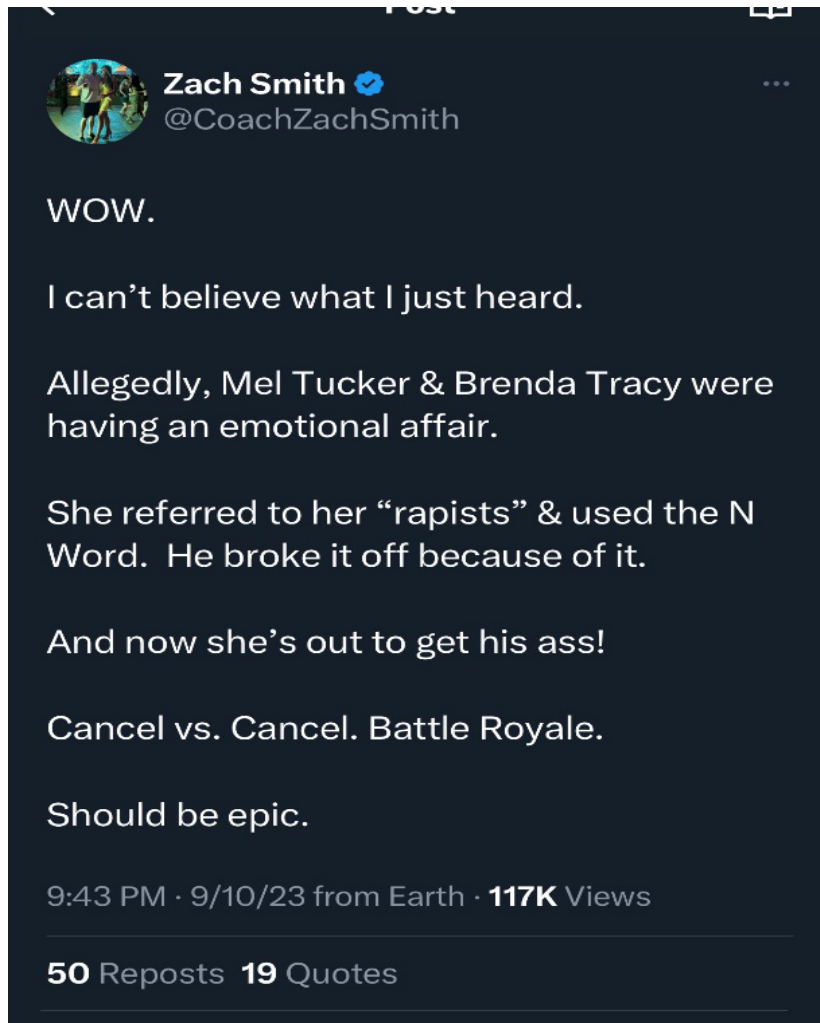 Post
Zach Smith
@CoachZachSmith
WOW.
I can’t believe what I just heard.
Allegedly, Mel Tucker & Brenda Tracy were
having an emotional affair.
She referred to her “rapists” & used the N
Word.  He broke it off because of it.
And now she’s out to get his ass!
Cancel vs. Cancel. Battle Royale.
Should be epic.
9:43 PM · 9/10/23 from Earth · 117K Views
50 Reposts 19 Quotes